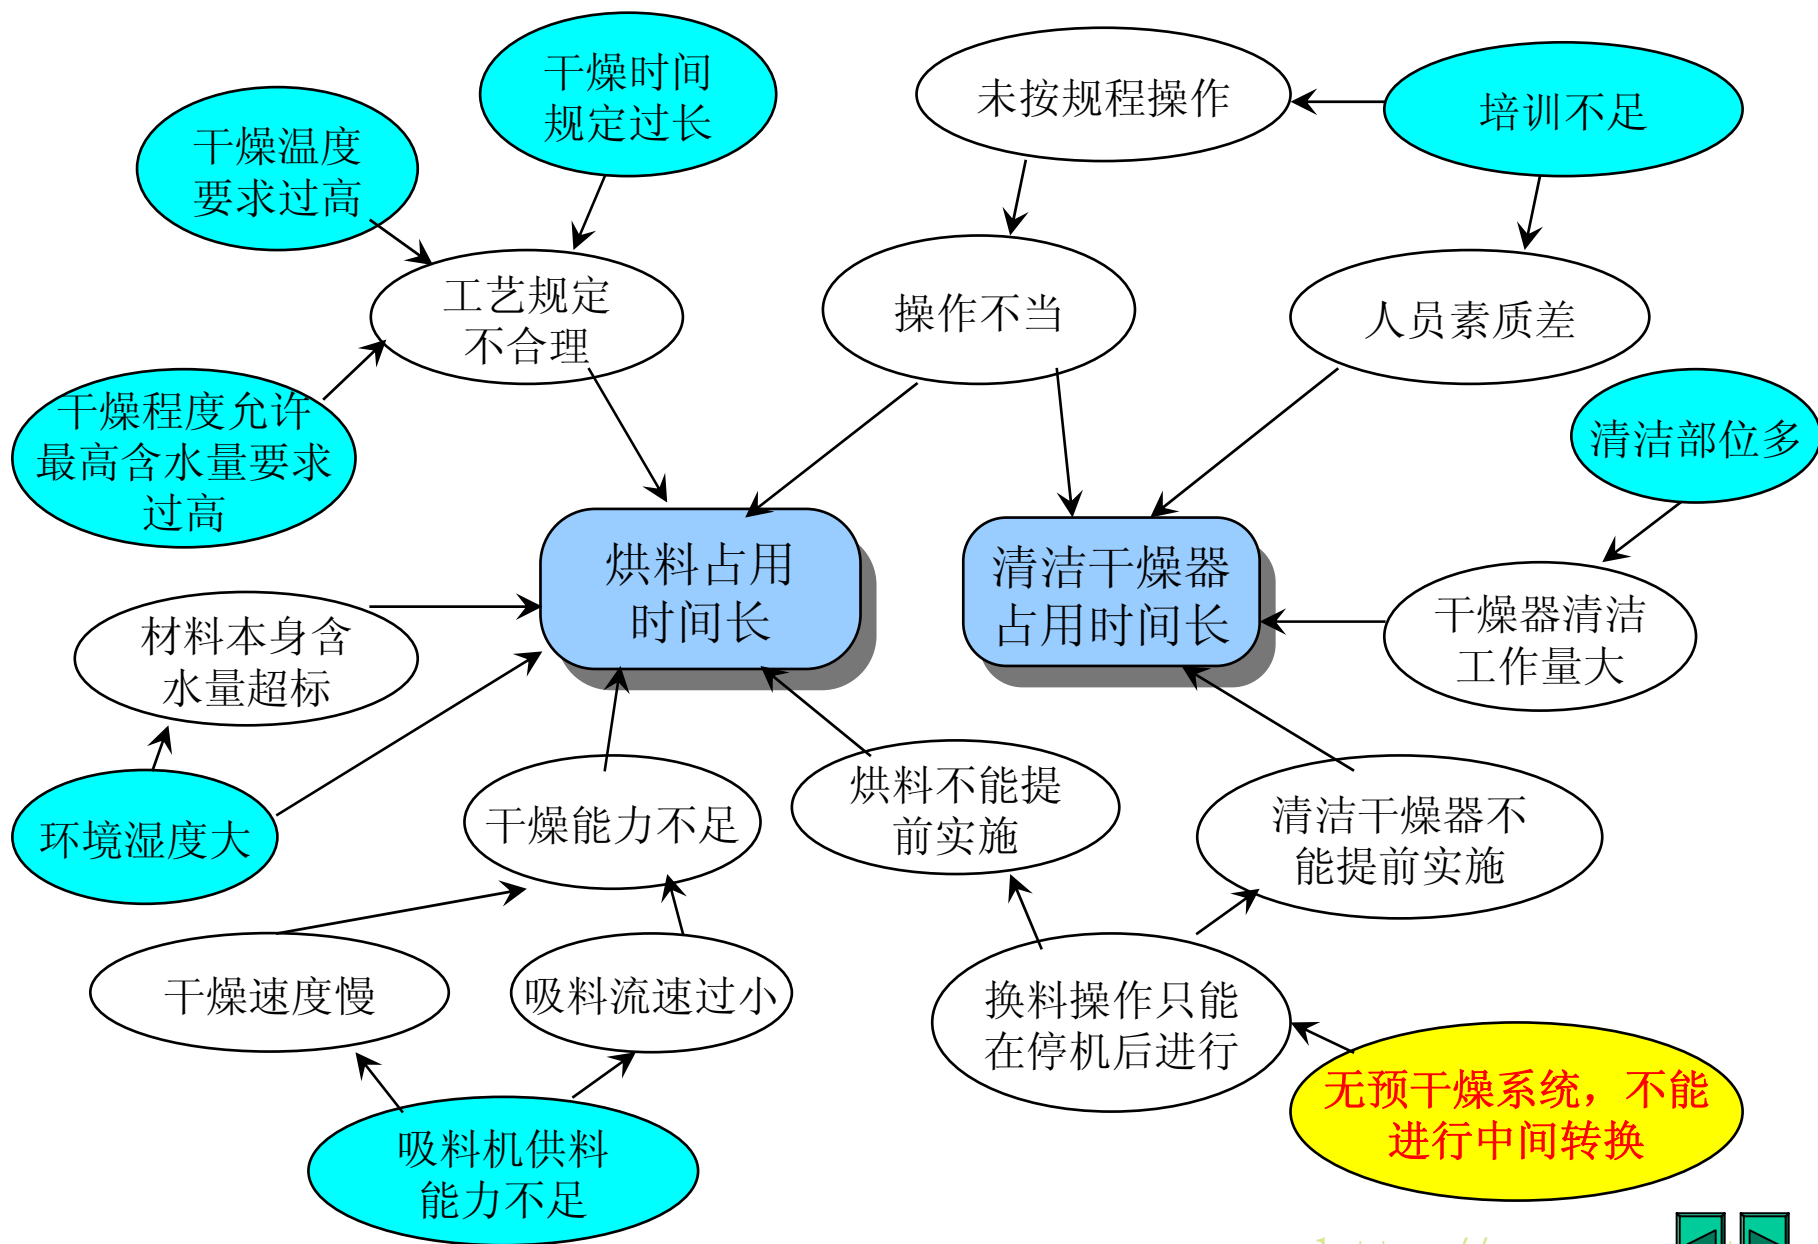 干燥时间
规定过长
未按规程操作
培训不足
干燥温度
要求过高
工艺规定
不合理
操作不当
人员素质差
干燥程度允许
最高含水量要求
过高
清洁部位多
烘料占用
时间长
清洁干燥器
占用时间长
材料本身含
水量超标
干燥器清洁
工作量大
环境湿度大
干燥能力不足
烘料不能提
前实施
清洁干燥器不
能提前实施
干燥速度慢
吸料流速过小
换料操作只能
在停机后进行
无预干燥系统，不能
进行中间转换
吸料机供料
能力不足